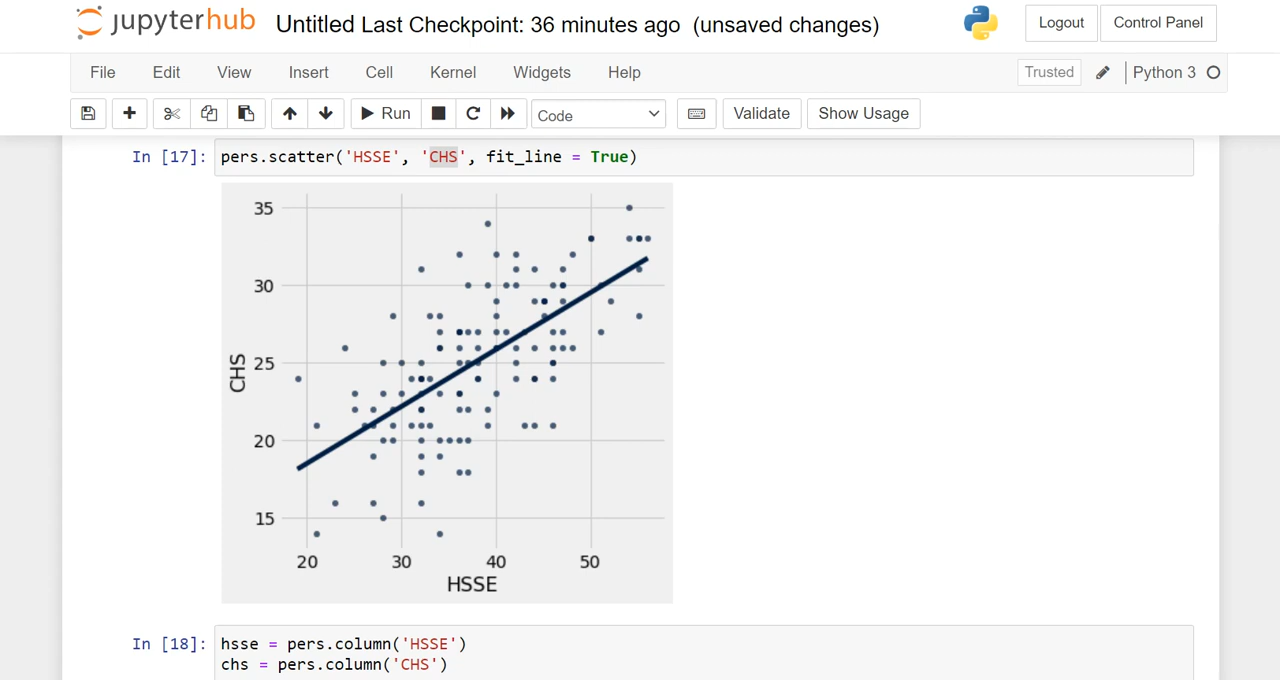 jupyterhub Untitled Last Checkpoint: 36 minutes ago (unsaved changes) Logout Control Panel
File Edit View Insert Cell Kernel Widgets Help Trusted Python 3
Run Code Validate Show Usage
In [17]: pers.scatter('HSSE', 'CHS', fit_line = True)
35
30
25
20
15
CHS
20 30 40 50
HSSE
In [18]: hsse = pers.column('HSSE')
chs = pers.column('CHS')